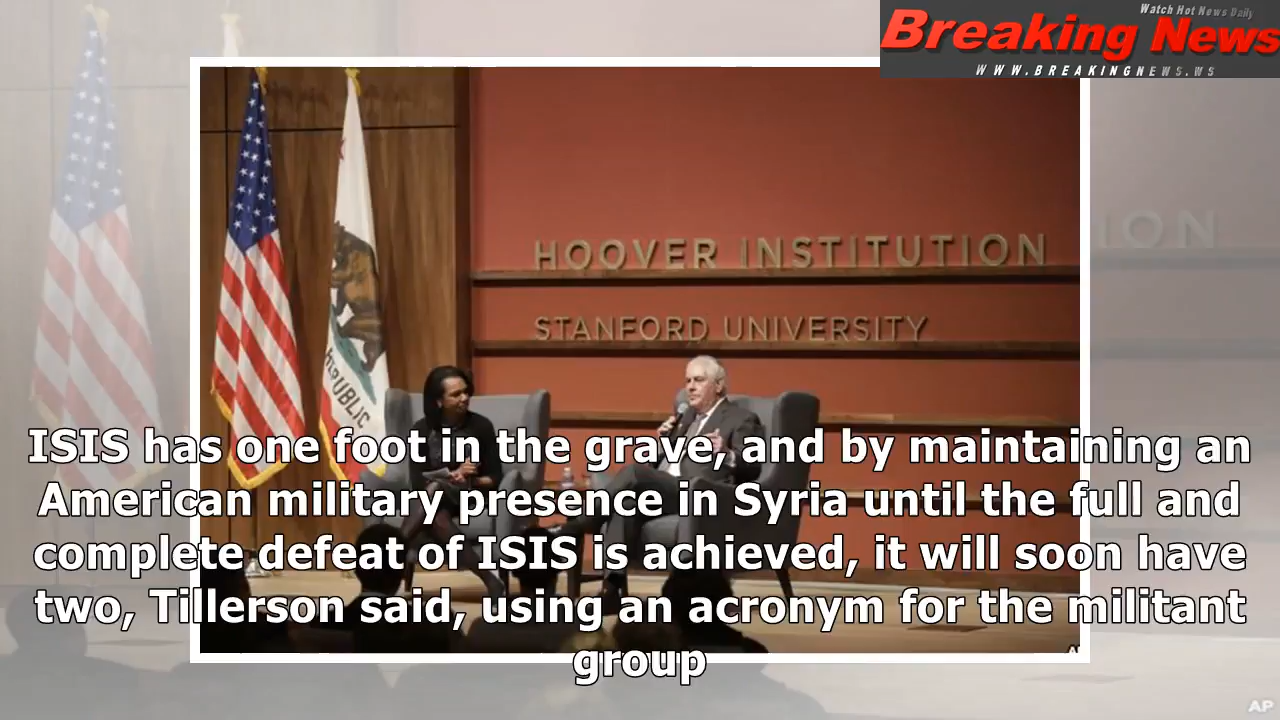 Watch Hot News Daily
Breaking News
WWW.BREAKINGNEWS.WS
HOOVER INSTITUTION
ION
STANFORD UNIVERSITY
REPUBLIC
ISIS has one foot in the grave, and by maintaining an
American military presence in Syria until the full and
complete defeat of ISIS is achieved, it will soon have
two, Tillerson said, using an acronym for the militant
group
AP